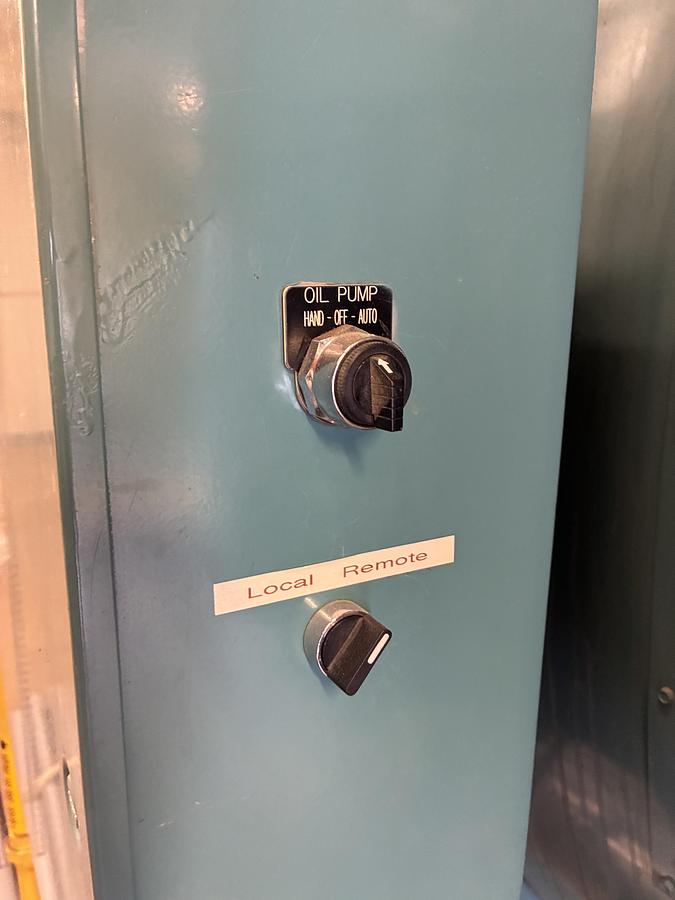 OIL PUMP
HAND - OFF - AUTO
Local Remote